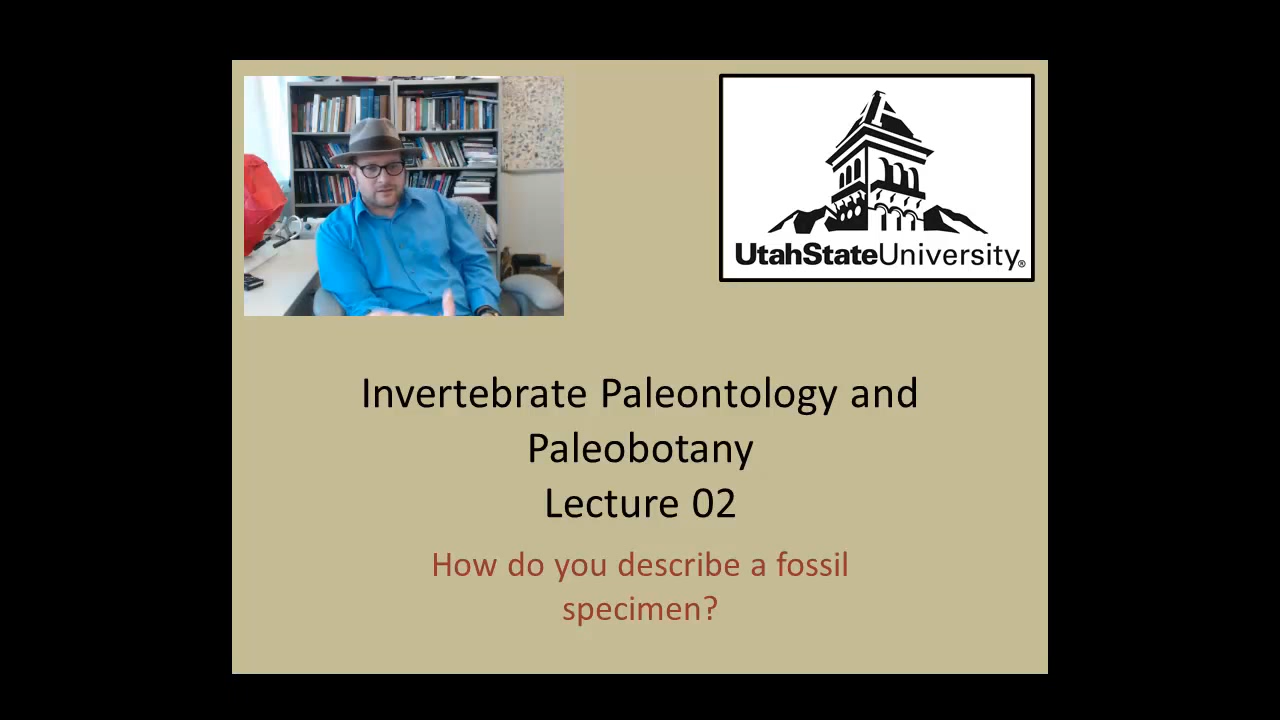 UtahStateUniversity®
Invertebrate Paleontology and
Paleobotany
Lecture 02
How do you describe a fossil
specimen?